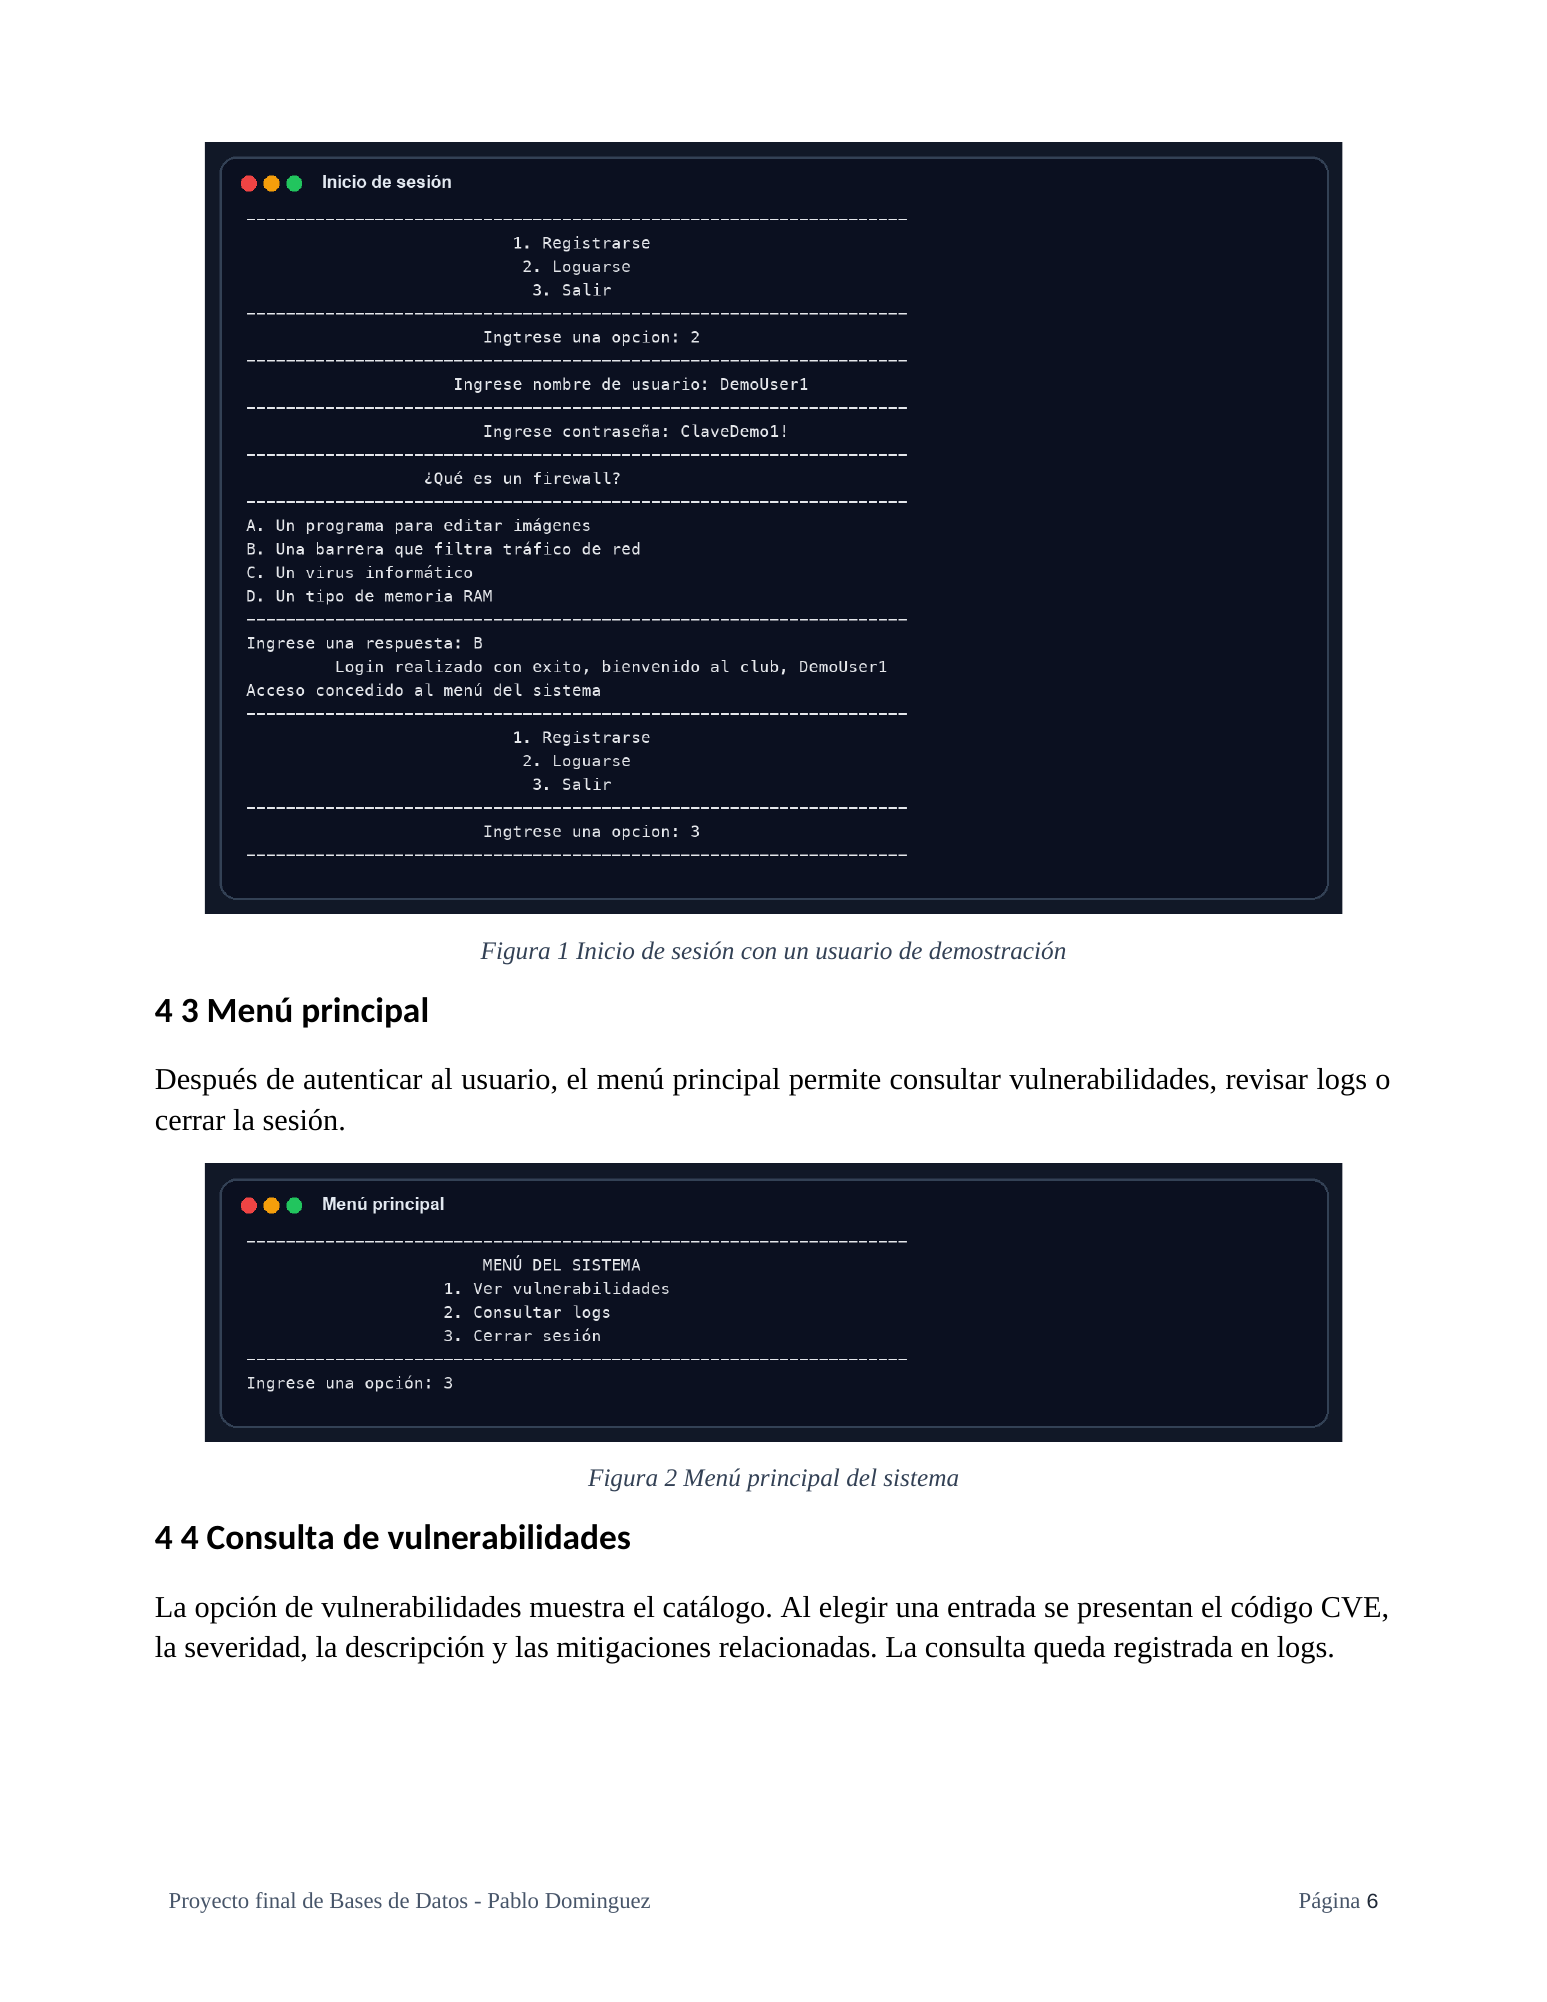 Inicio de sesión
-------------------------------------------------------------------
1. Registrarse
2. Loguarse
3. Salir
-------------------------------------------------------------------
Ingtrese una opcion: 2
-------------------------------------------------------------------
Ingrese nombre de usuario: DemoUser1
-------------------------------------------------------------------
Ingrese contraseña: ClaveDemo1!
-------------------------------------------------------------------
¿Qué es un firewall?
-------------------------------------------------------------------
A. Un programa para editar imágenes
B. Una barrera que filtra tráfico de red
C. Un virus informático
D. Un tipo de memoria RAM
-------------------------------------------------------------------
Ingrese una respuesta: B
Login realizado con exito, bienvenido al club, DemoUser1
Acceso concedido al menú del sistema
-------------------------------------------------------------------
1. Registrarse
2. Loguarse
3. Salir
-------------------------------------------------------------------
Ingtrese una opcion: 3
-------------------------------------------------------------------
Figura 1 Inicio de sesión con un usuario de demostración
4 3 Menú principal
Después de autenticar al usuario, el menú principal permite consultar vulnerabilidades, revisar logs o
cerrar la sesión.
Menú principal
-------------------------------------------------------------------
MENÚ DEL SISTEMA
1. Ver vulnerabilidades
2. Consultar logs
3. Cerrar sesión
-------------------------------------------------------------------
Ingrese una opción: 3
Figura 2 Menú principal del sistema
4 4 Consulta de vulnerabilidades
La opción de vulnerabilidades muestra el catálogo. Al elegir una entrada se presentan el código CVE,
la severidad, la descripción y las mitigaciones relacionadas. La consulta queda registrada en logs.
Proyecto final de Bases de Datos - Pablo Dominguez
Página 6